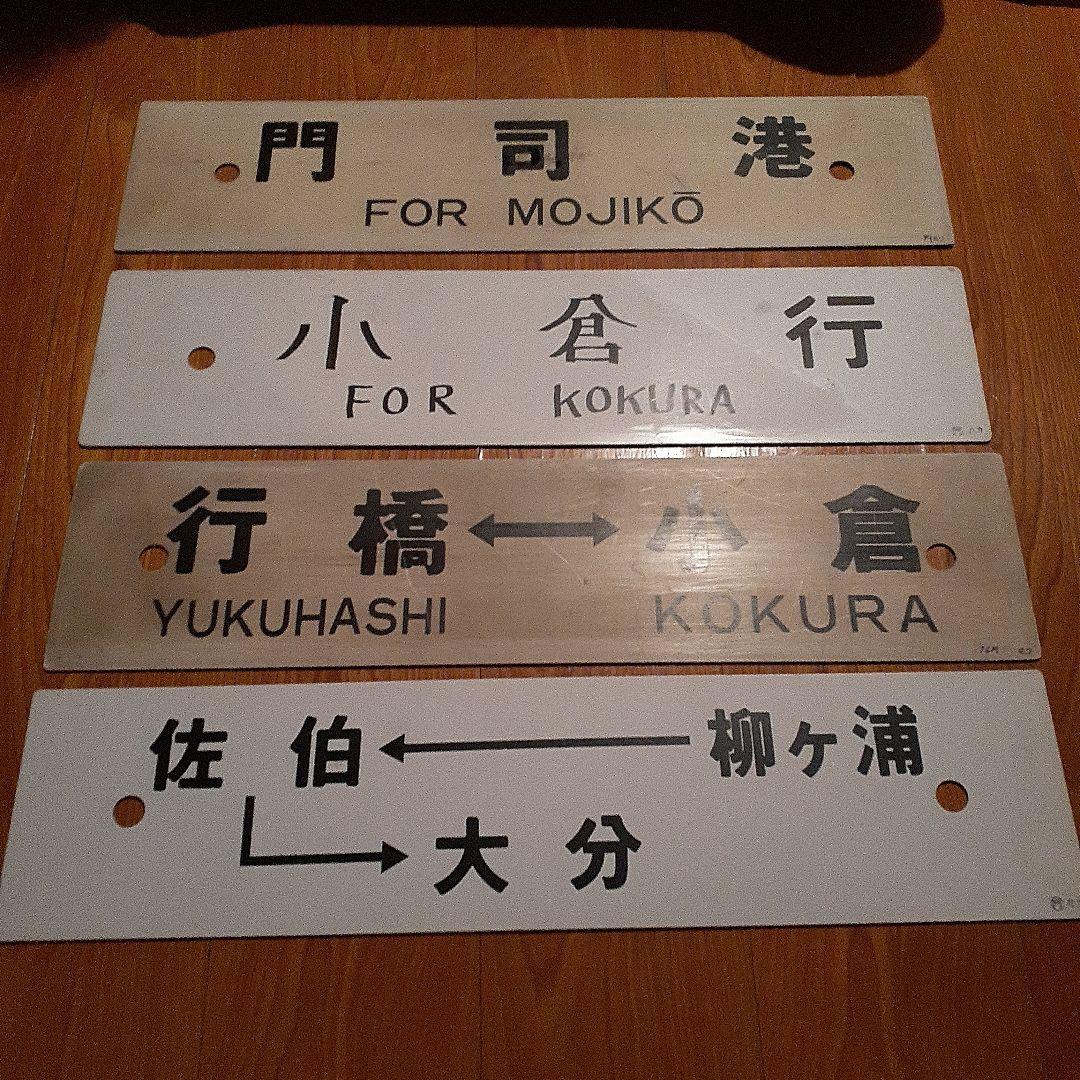 門司港
FOR MOJIKŌ
小倉行
FOR KOKURA
行橋 ↔ 小倉
YUKUHASHI KOKURA
佐伯 ← 柳ヶ浦
大分